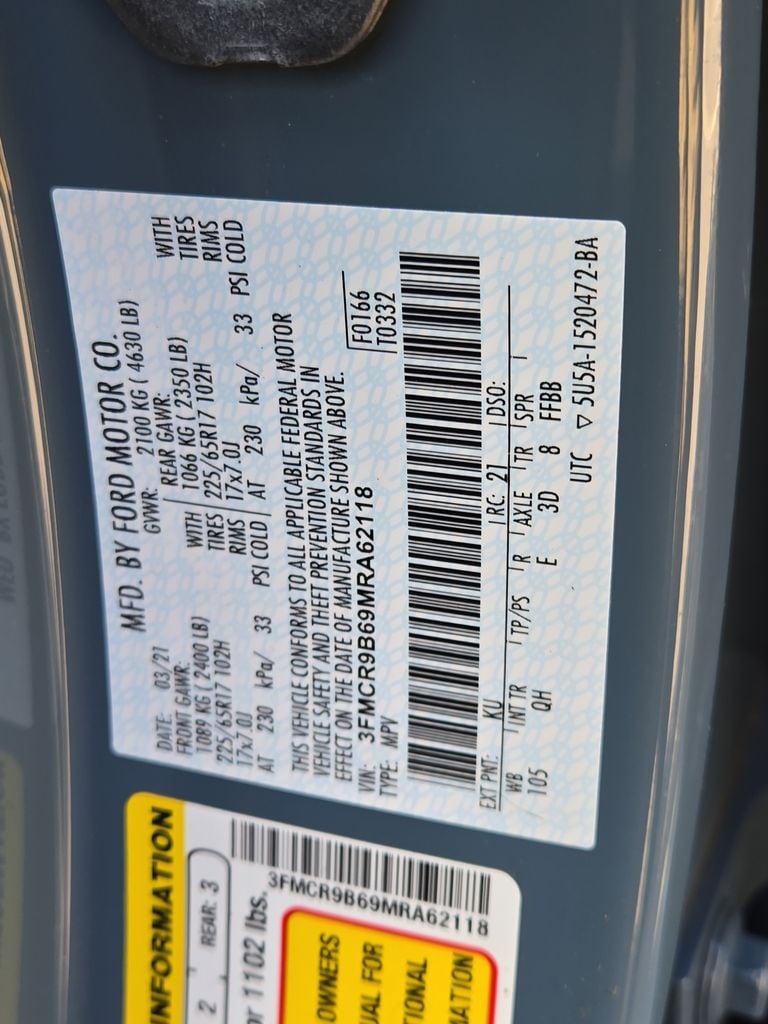 MFD. BY FORD MOTOR CO.
DATE: 03/21 GVWR: 2100 KG ( 4630 LB)
FRONT GAWR: REAR GAWR: WITH
1089 KG ( 2400 LB) WITH 1066 KG ( 2350 LB) TIRES
225/65R17 102H TIRES 225/65R17 102H RIMS
17x7.0J RIMS 17x7.0J
AT 230 kPa/ 33 PSI COLD AT 230 kPa/ 33 PSI COLD
THIS VEHICLE CONFORMS TO ALL APPLICABLE FEDERAL MOTOR
VEHICLE SAFETY AND THEFT PREVENTION STANDARDS IN
EFFECT ON THE DATE OF MANUFACTURE SHOWN ABOVE.
VIN: 3FMCR9B69MRA62118 F0166
TYPE: MPV T0332
EXT PNT: KU RC: 21 DSO:
WB INT TR TP/PS R AXLE TR SPR
105 QH E 3D 8 FFBB
UTC ▽ 5U5A-1520472-BA
INFORMATION
2 REAR: 3
or 1102 lbs.
3FMCR9B69MRA62118
OWNERS
UAL FOR
TIONAL
MATION